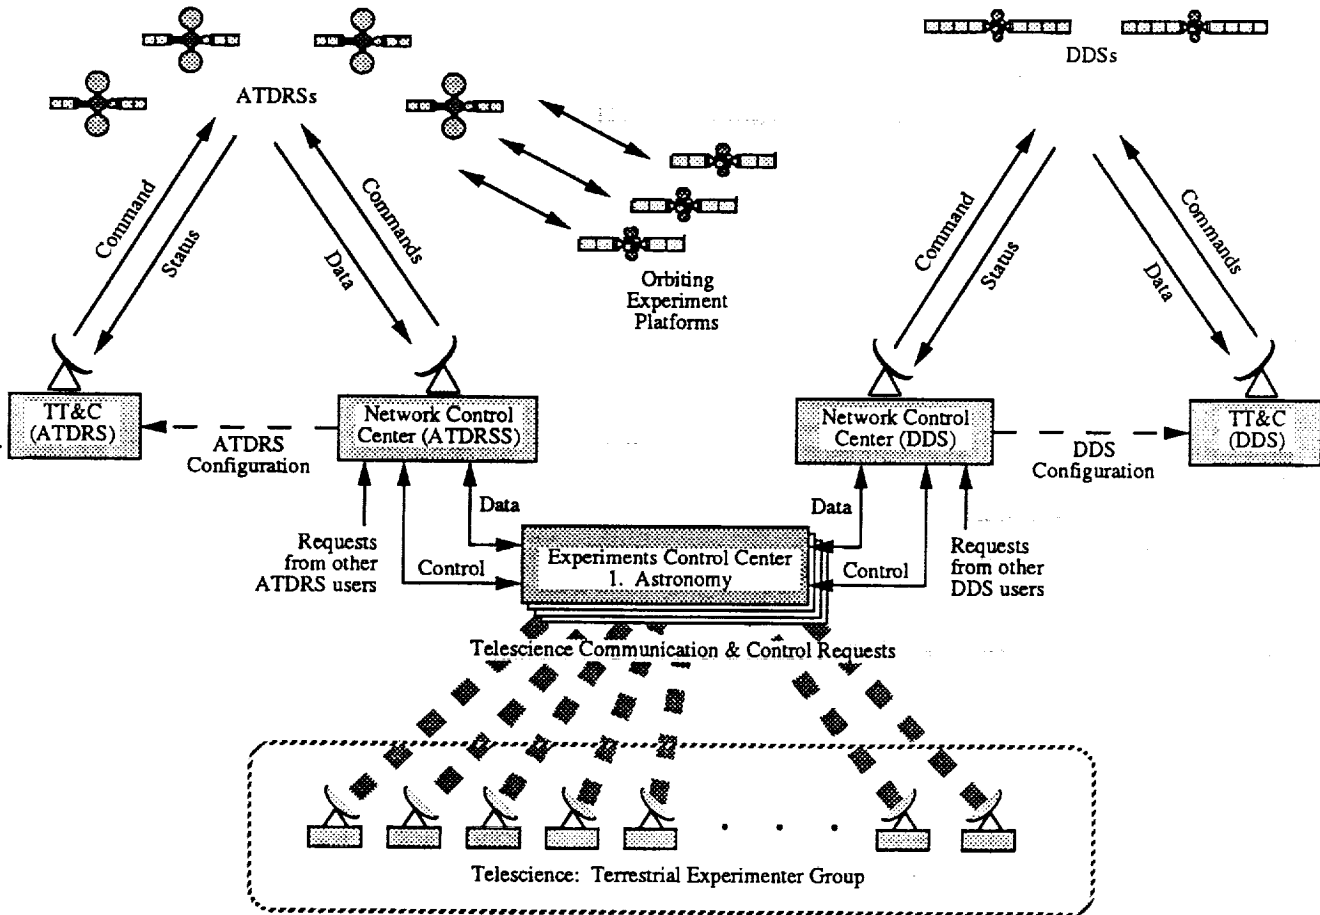 ATDRSs
DDSs
Command
Status
Data
Commands
Orbiting
Experiment
Platforms
Command
Status
Data
Commands
TT&C
(ATDRS)
ATDRS
Configuration
Network Control
Center (ATDRSS)
Network Control
Center (DDS)
DDS
Configuration
TT&C
(DDS)
Data
Data
Requests
from other
ATDRS users
Control
Experiments Control Center
1. Astronomy
Control
Requests
from other
DDS users
Telescience Communication & Control Requests
. . .
Telescience: Terrestrial Experimenter Group